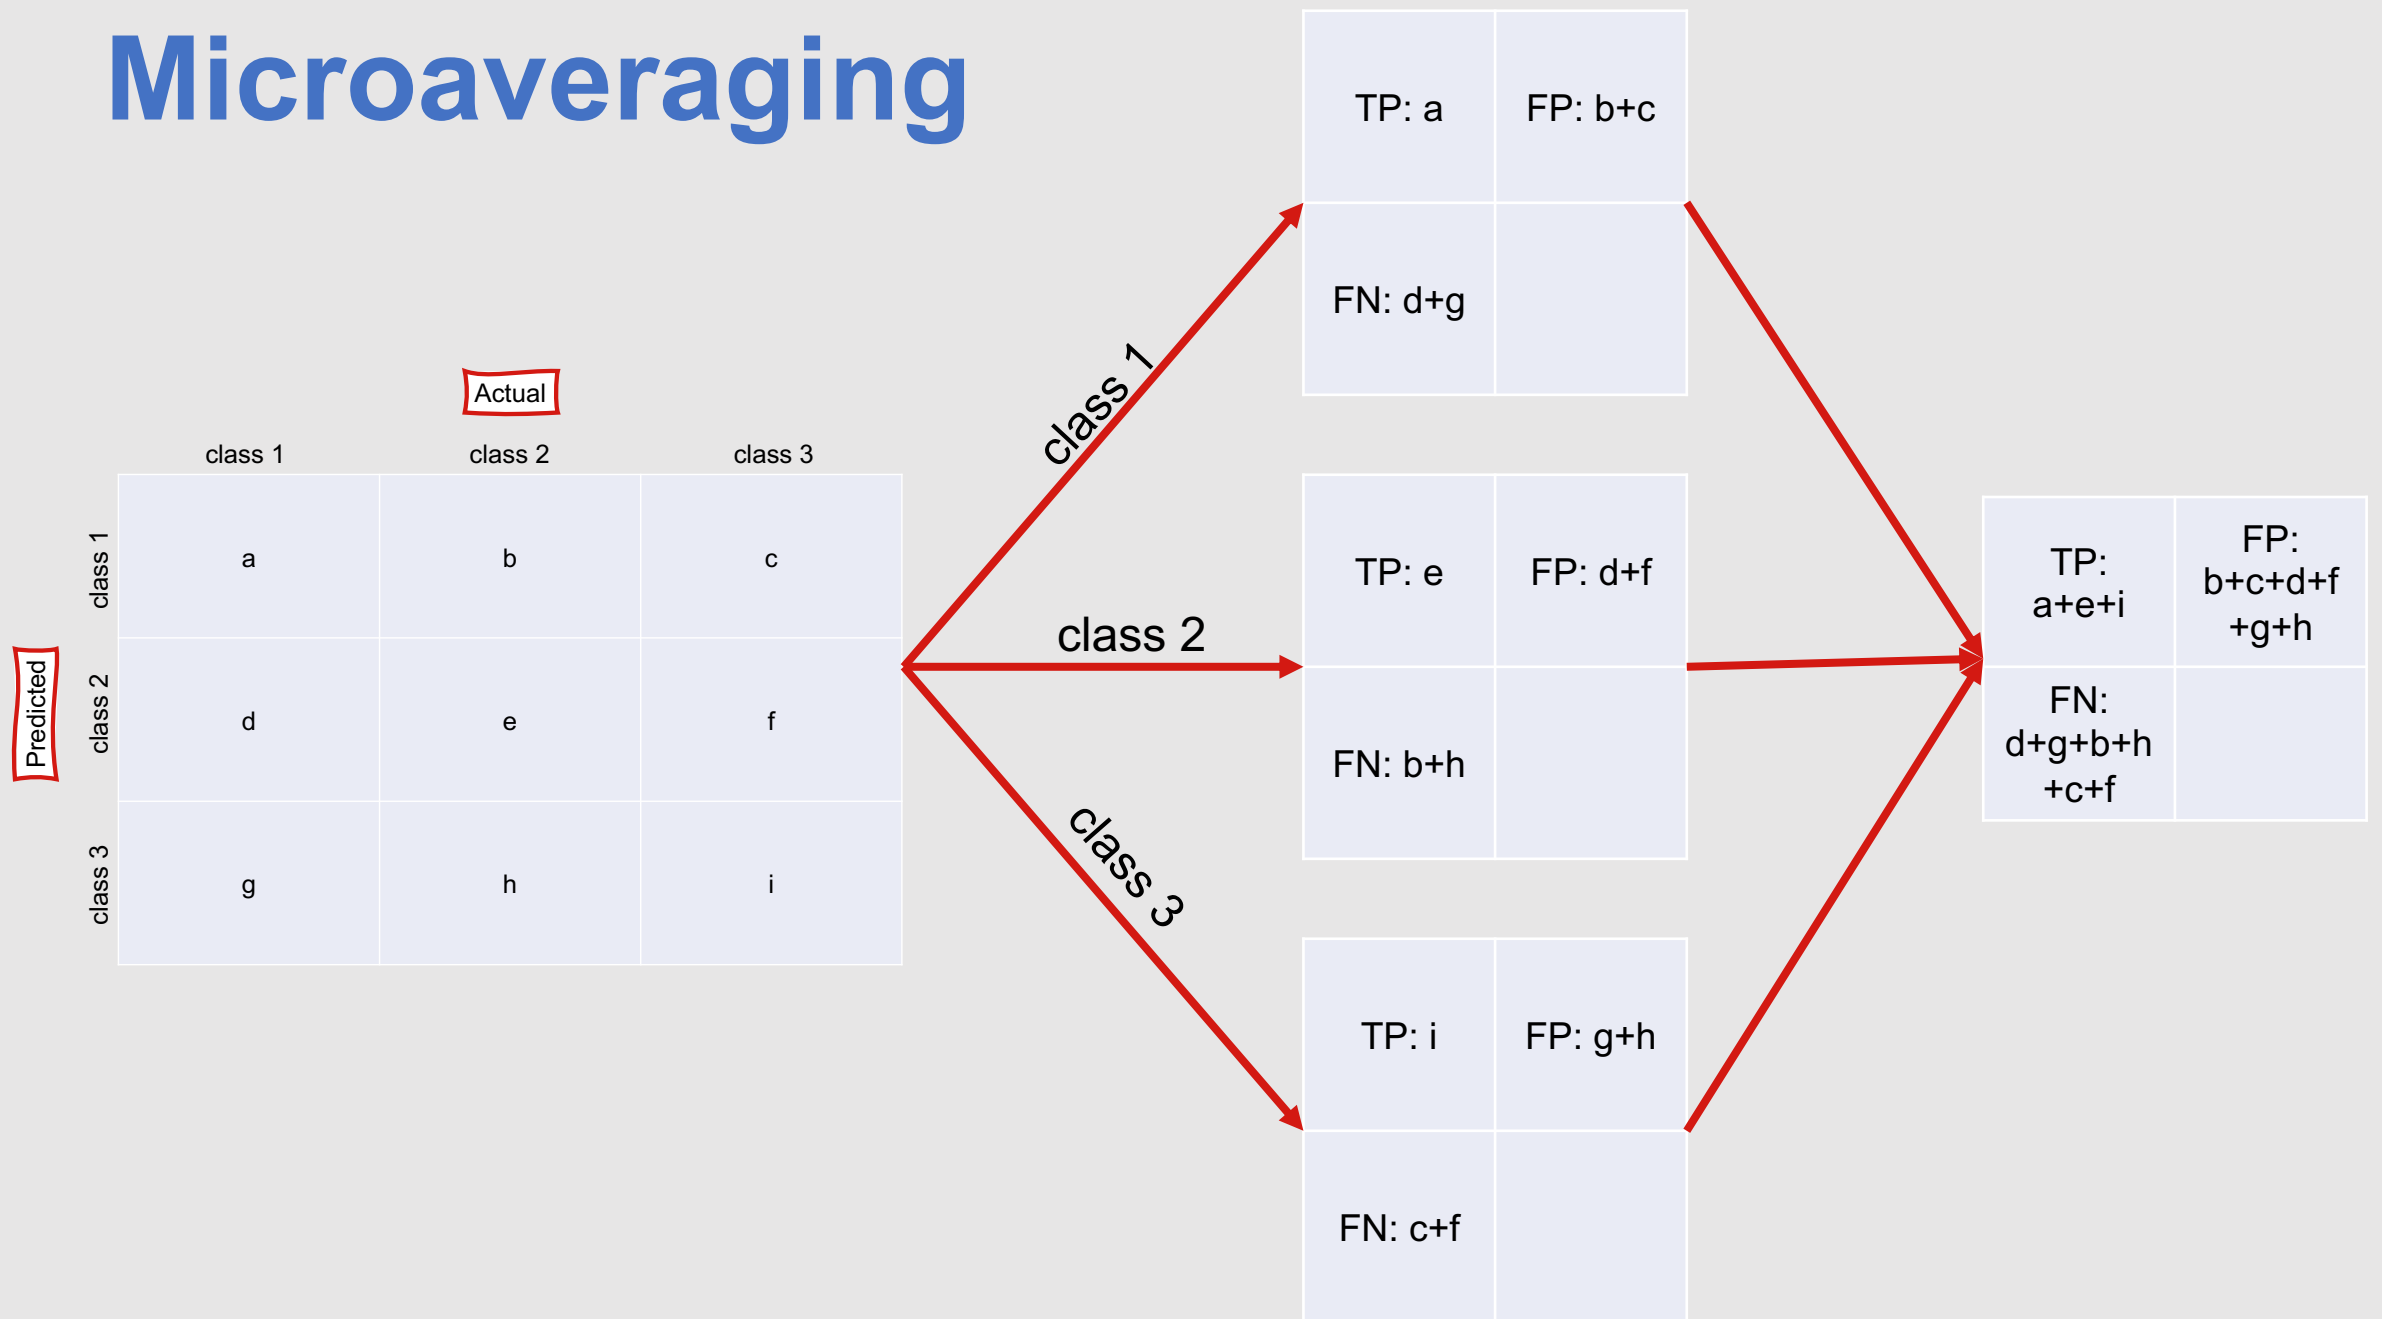 Microaveraging
Actual
class 1 class 2 class 3
Predicted
class 1
a b c
class 2
d e f
class 3
g h i
class 1
class 2
class 3
TP: a FP: b+c
FN: d+g
TP: e FP: d+f
FN: b+h
TP: i FP: g+h
FN: c+f
TP:
a+e+i
FP:
b+c+d+f
+g+h
FN:
d+g+b+h
+c+f